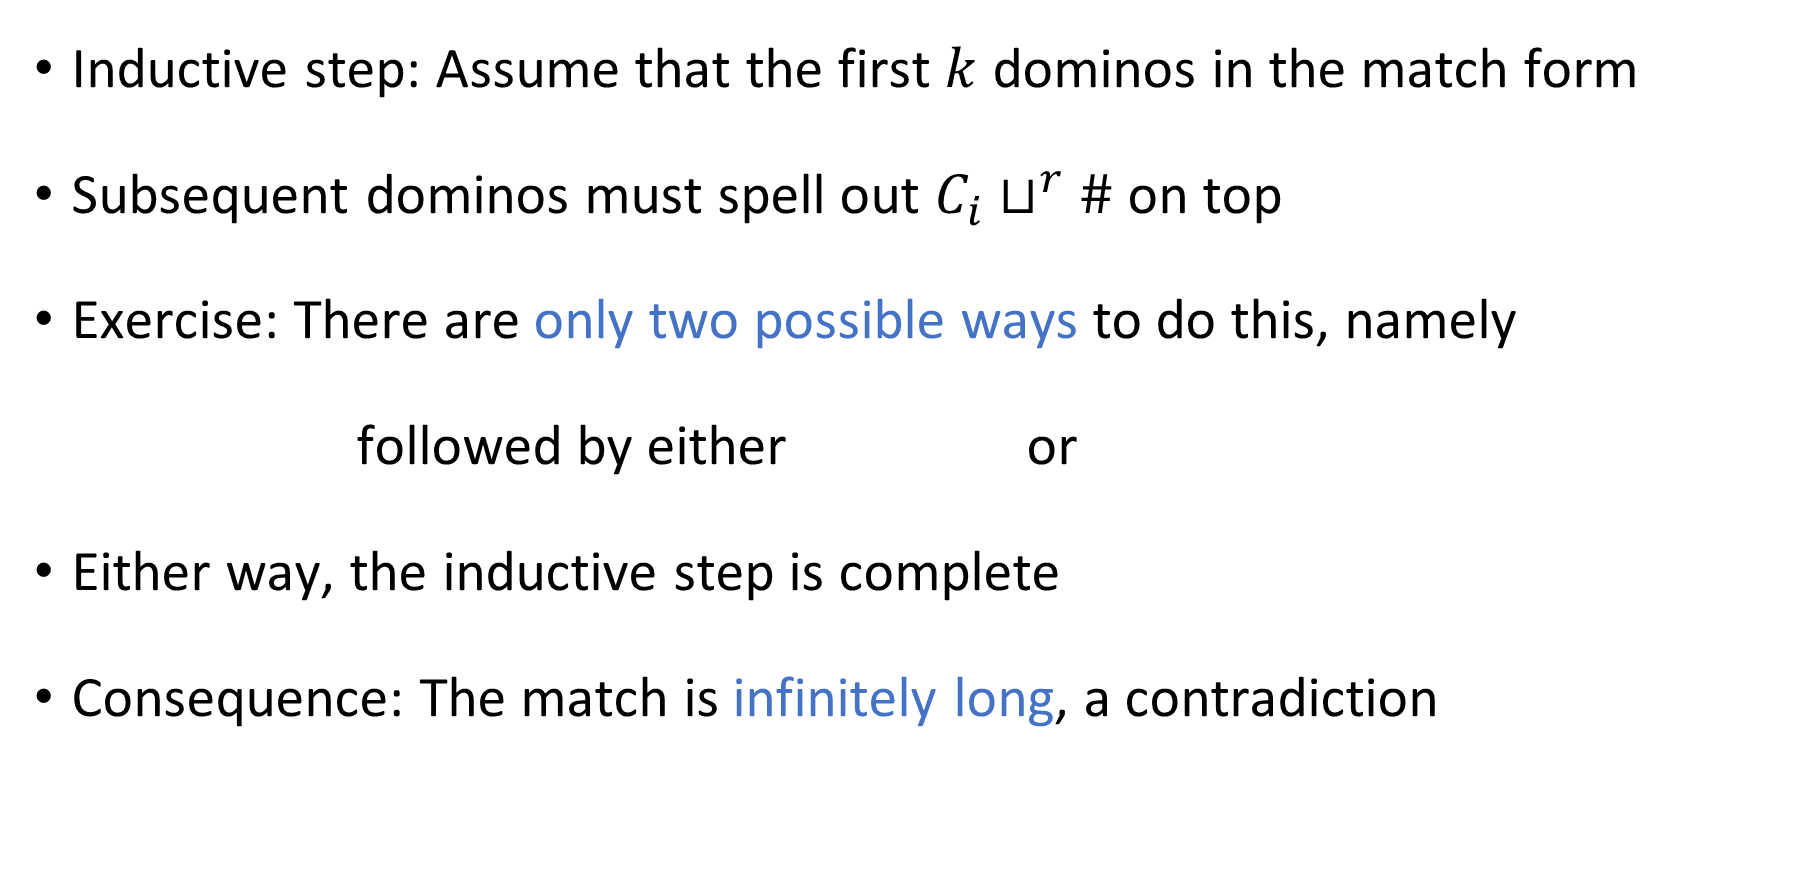 • Inductive step: Assume that the first 𝑘 dominos in the match form
• Subsequent dominos must spell out 𝐶ᵢ ⊔ʳ # on top
• Exercise: There are only two possible ways to do this, namely
followed by either or
• Either way, the inductive step is complete
• Consequence: The match is infinitely long, a contradiction